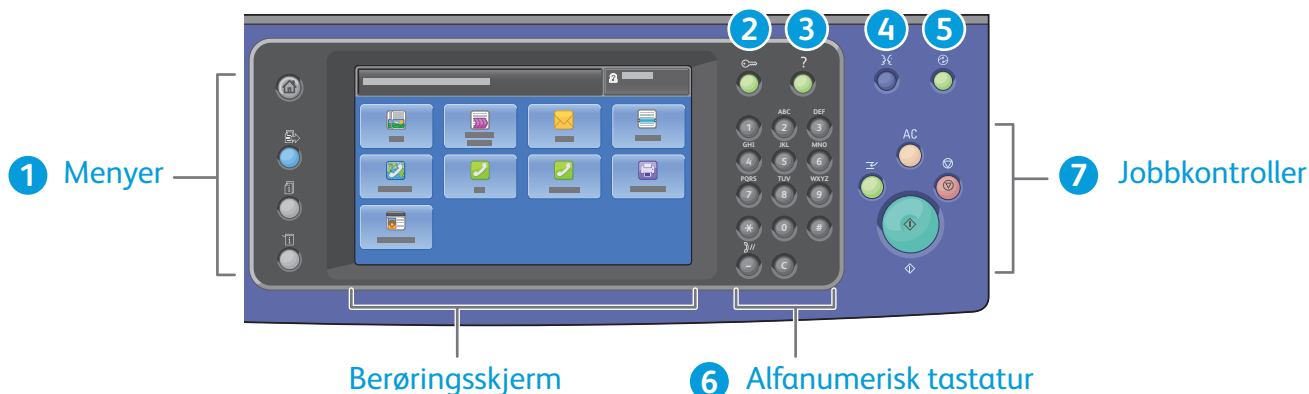 2 3 4 5
?
ABC DEF
1 2 3
AC
GHI JKL MNO
4 5 6
1 Menyer
PQRS TUV WXYZ
7 8 9
7 Jobbkontroller
* 0 #
- C
Berøringsskjerm
6 Alfanumerisk tastatur